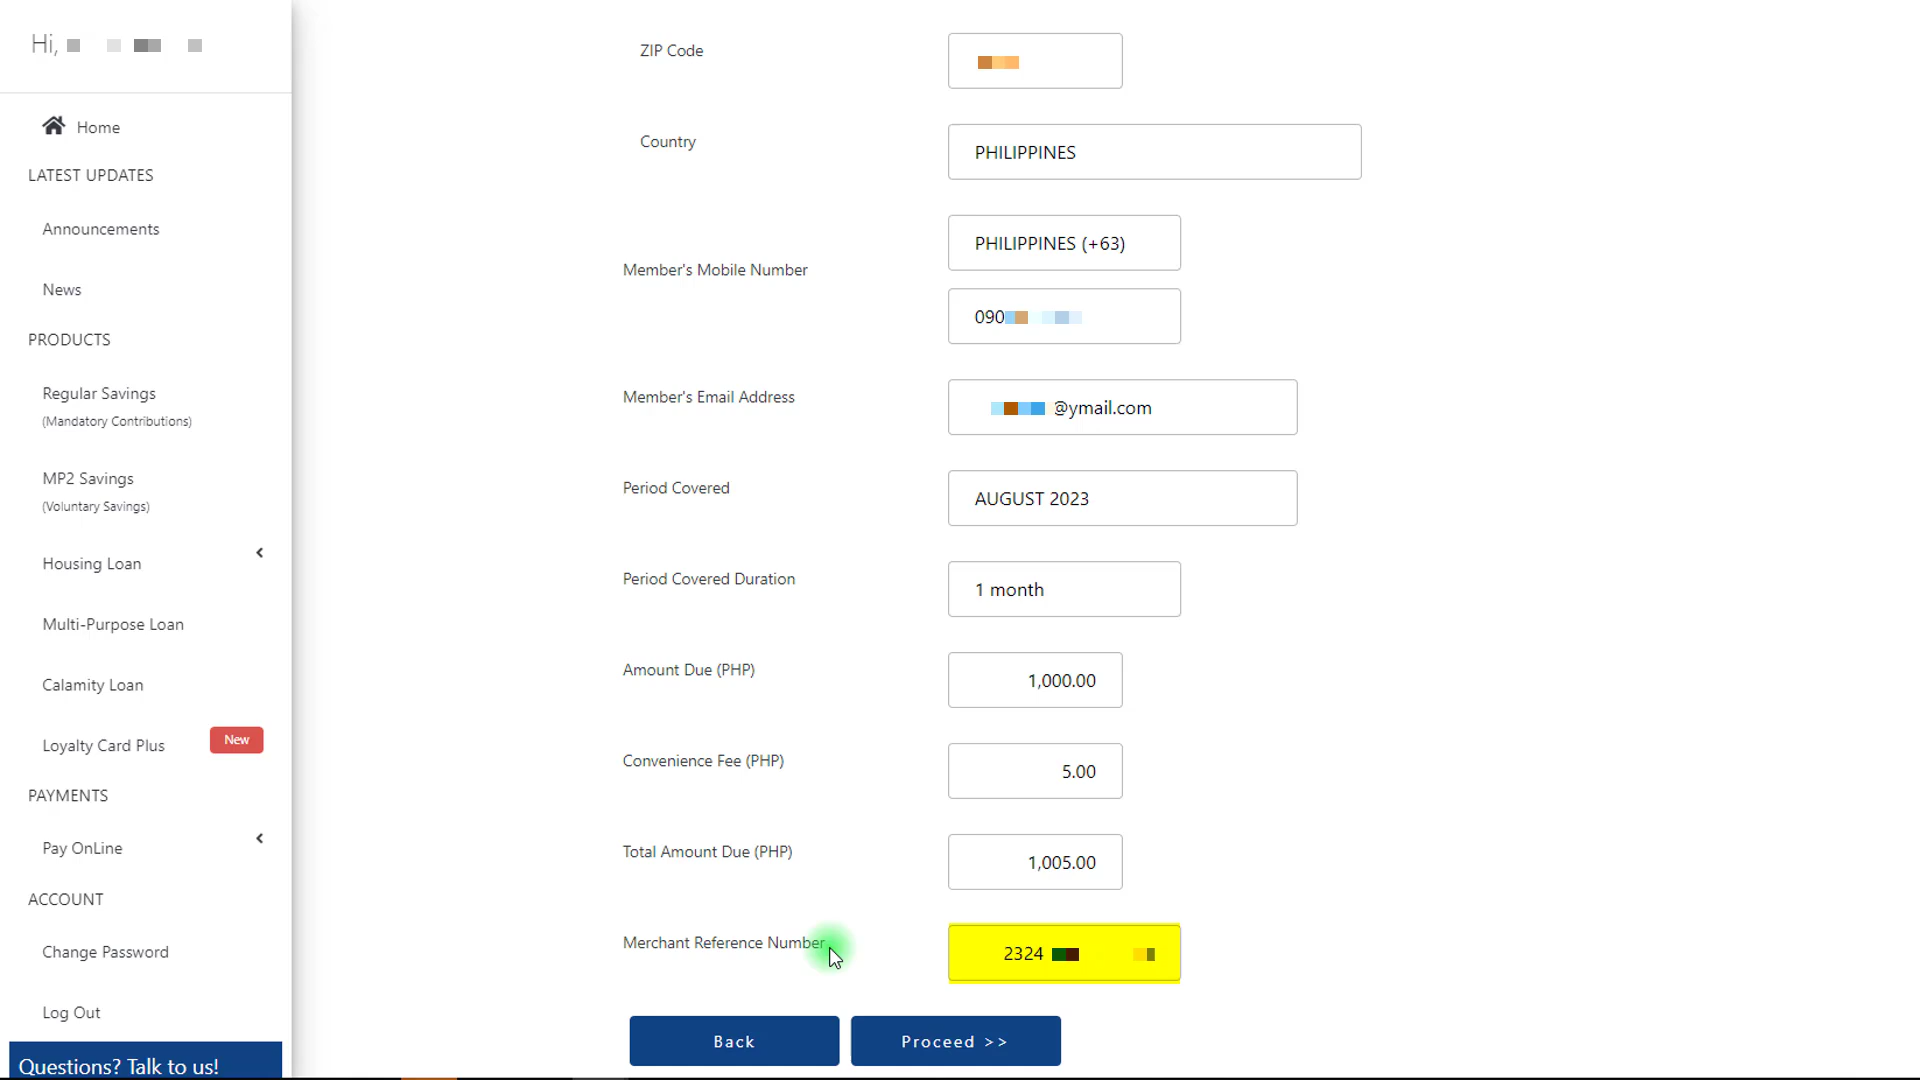 Hi,
Home
LATEST UPDATES
Announcements
News
PRODUCTS
Regular Savings
(Mandatory Contributions)
MP2 Savings
(Voluntary Savings)
Housing Loan
Multi-Purpose Loan
Calamity Loan
Loyalty Card Plus New
PAYMENTS
Pay OnLine
ACCOUNT
Change Password
Log Out
Questions? Talk to us!
ZIP Code
Country PHILIPPINES
PHILIPPINES (+63)
Member's Mobile Number
090
Member's Email Address @ymail.com
Period Covered AUGUST 2023
Period Covered Duration 1 month
Amount Due (PHP) 1,000.00
Convenience Fee (PHP) 5.00
Total Amount Due (PHP) 1,005.00
Merchant Reference Number 2324
Back Proceed >>